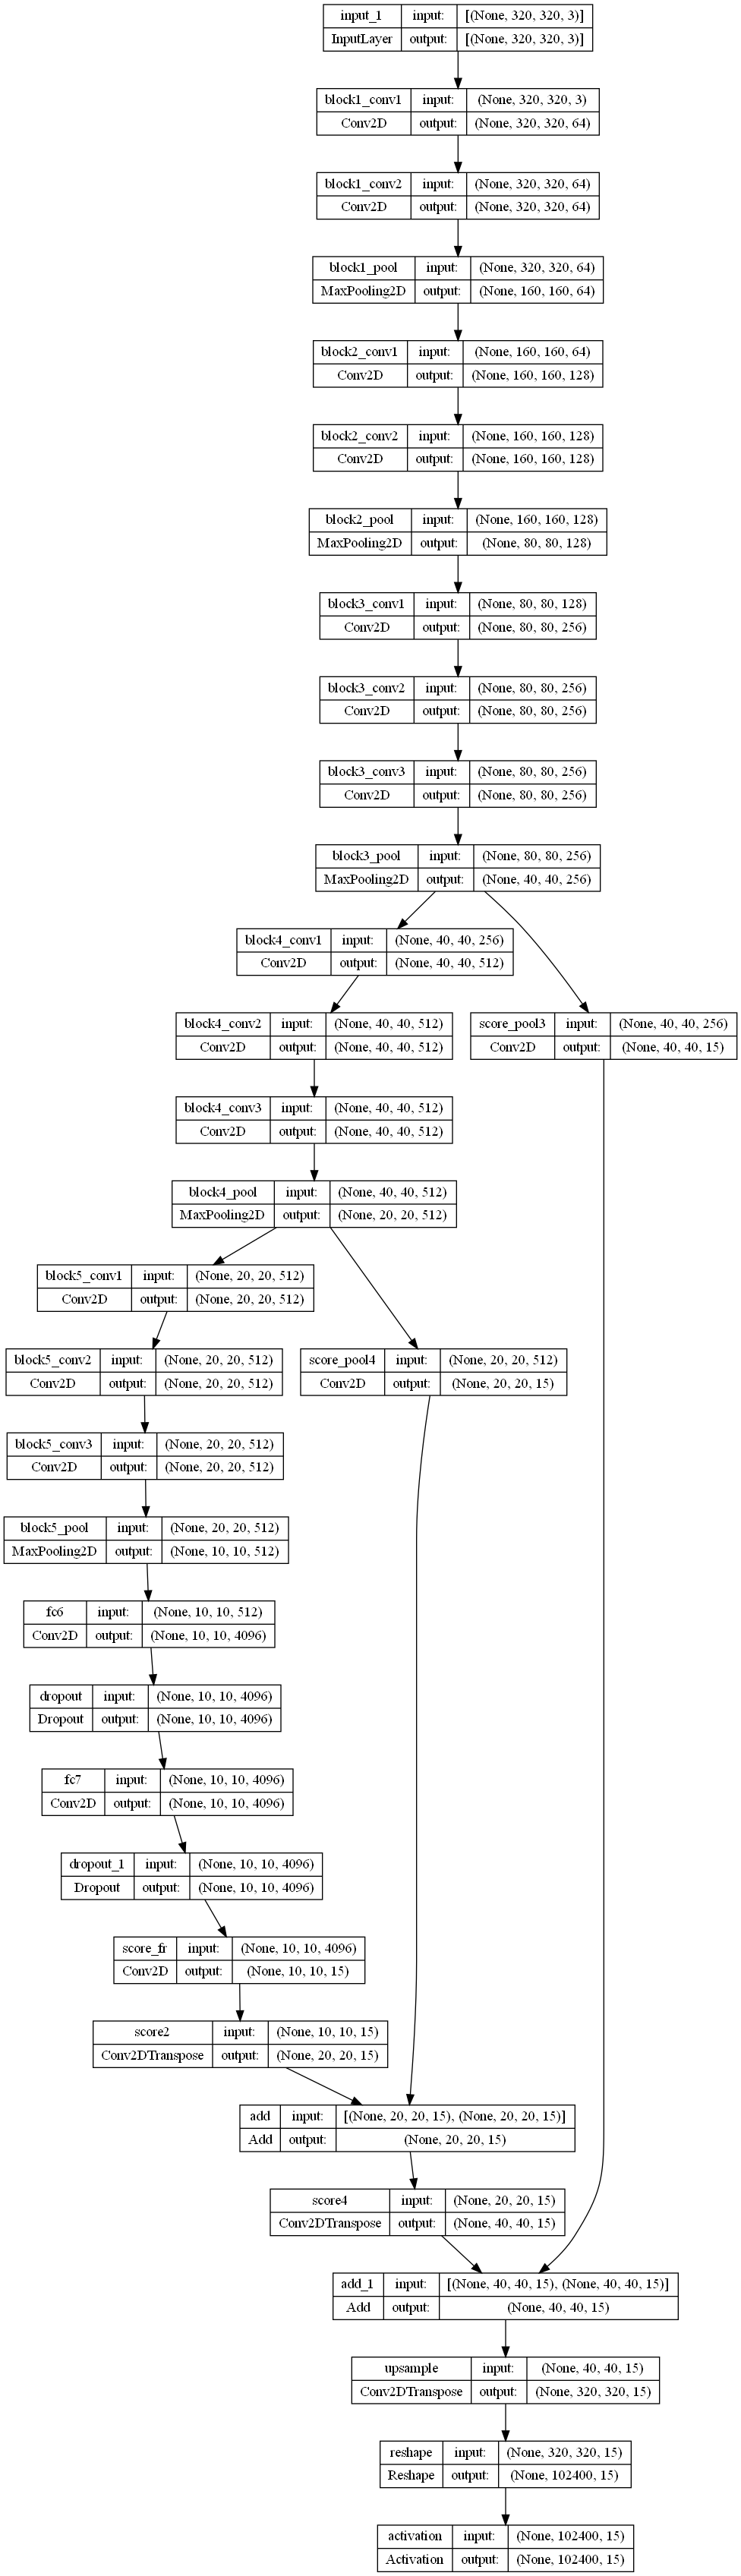 input_1 input: [(None, 320, 320, 3)]
InputLayer output: [(None, 320, 320, 3)]
block1_conv1 input: (None, 320, 320, 3)
Conv2D output: (None, 320, 320, 64)
block1_conv2 input: (None, 320, 320, 64)
Conv2D output: (None, 320, 320, 64)
block1_pool input: (None, 320, 320, 64)
MaxPooling2D output: (None, 160, 160, 64)
block2_conv1 input: (None, 160, 160, 64)
Conv2D output: (None, 160, 160, 128)
block2_conv2 input: (None, 160, 160, 128)
Conv2D output: (None, 160, 160, 128)
block2_pool input: (None, 160, 160, 128)
MaxPooling2D output: (None, 80, 80, 128)
block3_conv1 input: (None, 80, 80, 128)
Conv2D output: (None, 80, 80, 256)
block3_conv2 input: (None, 80, 80, 256)
Conv2D output: (None, 80, 80, 256)
block3_conv3 input: (None, 80, 80, 256)
Conv2D output: (None, 80, 80, 256)
block3_pool input: (None, 80, 80, 256)
MaxPooling2D output: (None, 40, 40, 256)
block4_conv1 input: (None, 40, 40, 256)
Conv2D output: (None, 40, 40, 512)
block4_conv2 input: (None, 40, 40, 512)
Conv2D output: (None, 40, 40, 512)
score_pool3 input: (None, 40, 40, 256)
Conv2D output: (None, 40, 40, 15)
block4_conv3 input: (None, 40, 40, 512)
Conv2D output: (None, 40, 40, 512)
block4_pool input: (None, 40, 40, 512)
MaxPooling2D output: (None, 20, 20, 512)
block5_conv1 input: (None, 20, 20, 512)
Conv2D output: (None, 20, 20, 512)
block5_conv2 input: (None, 20, 20, 512)
Conv2D output: (None, 20, 20, 512)
score_pool4 input: (None, 20, 20, 512)
Conv2D output: (None, 20, 20, 15)
block5_conv3 input: (None, 20, 20, 512)
Conv2D output: (None, 20, 20, 512)
block5_pool input: (None, 20, 20, 512)
MaxPooling2D output: (None, 10, 10, 512)
fc6 input: (None, 10, 10, 512)
Conv2D output: (None, 10, 10, 4096)
dropout input: (None, 10, 10, 4096)
Dropout output: (None, 10, 10, 4096)
fc7 input: (None, 10, 10, 4096)
Conv2D output: (None, 10, 10, 4096)
dropout_1 input: (None, 10, 10, 4096)
Dropout output: (None, 10, 10, 4096)
score_fr input: (None, 10, 10, 4096)
Conv2D output: (None, 10, 10, 15)
score2 input: (None, 10, 10, 15)
Conv2DTranspose output: (None, 20, 20, 15)
add input: [(None, 20, 20, 15), (None, 20, 20, 15)]
Add output: (None, 20, 20, 15)
score4 input: (None, 20, 20, 15)
Conv2DTranspose output: (None, 40, 40, 15)
add_1 input: [(None, 40, 40, 15), (None, 40, 40, 15)]
Add output: (None, 40, 40, 15)
upsample input: (None, 40, 40, 15)
Conv2DTranspose output: (None, 320, 320, 15)
reshape input: (None, 320, 320, 15)
Reshape output: (None, 102400, 15)
activation input: (None, 102400, 15)
Activation output: (None, 102400, 15)